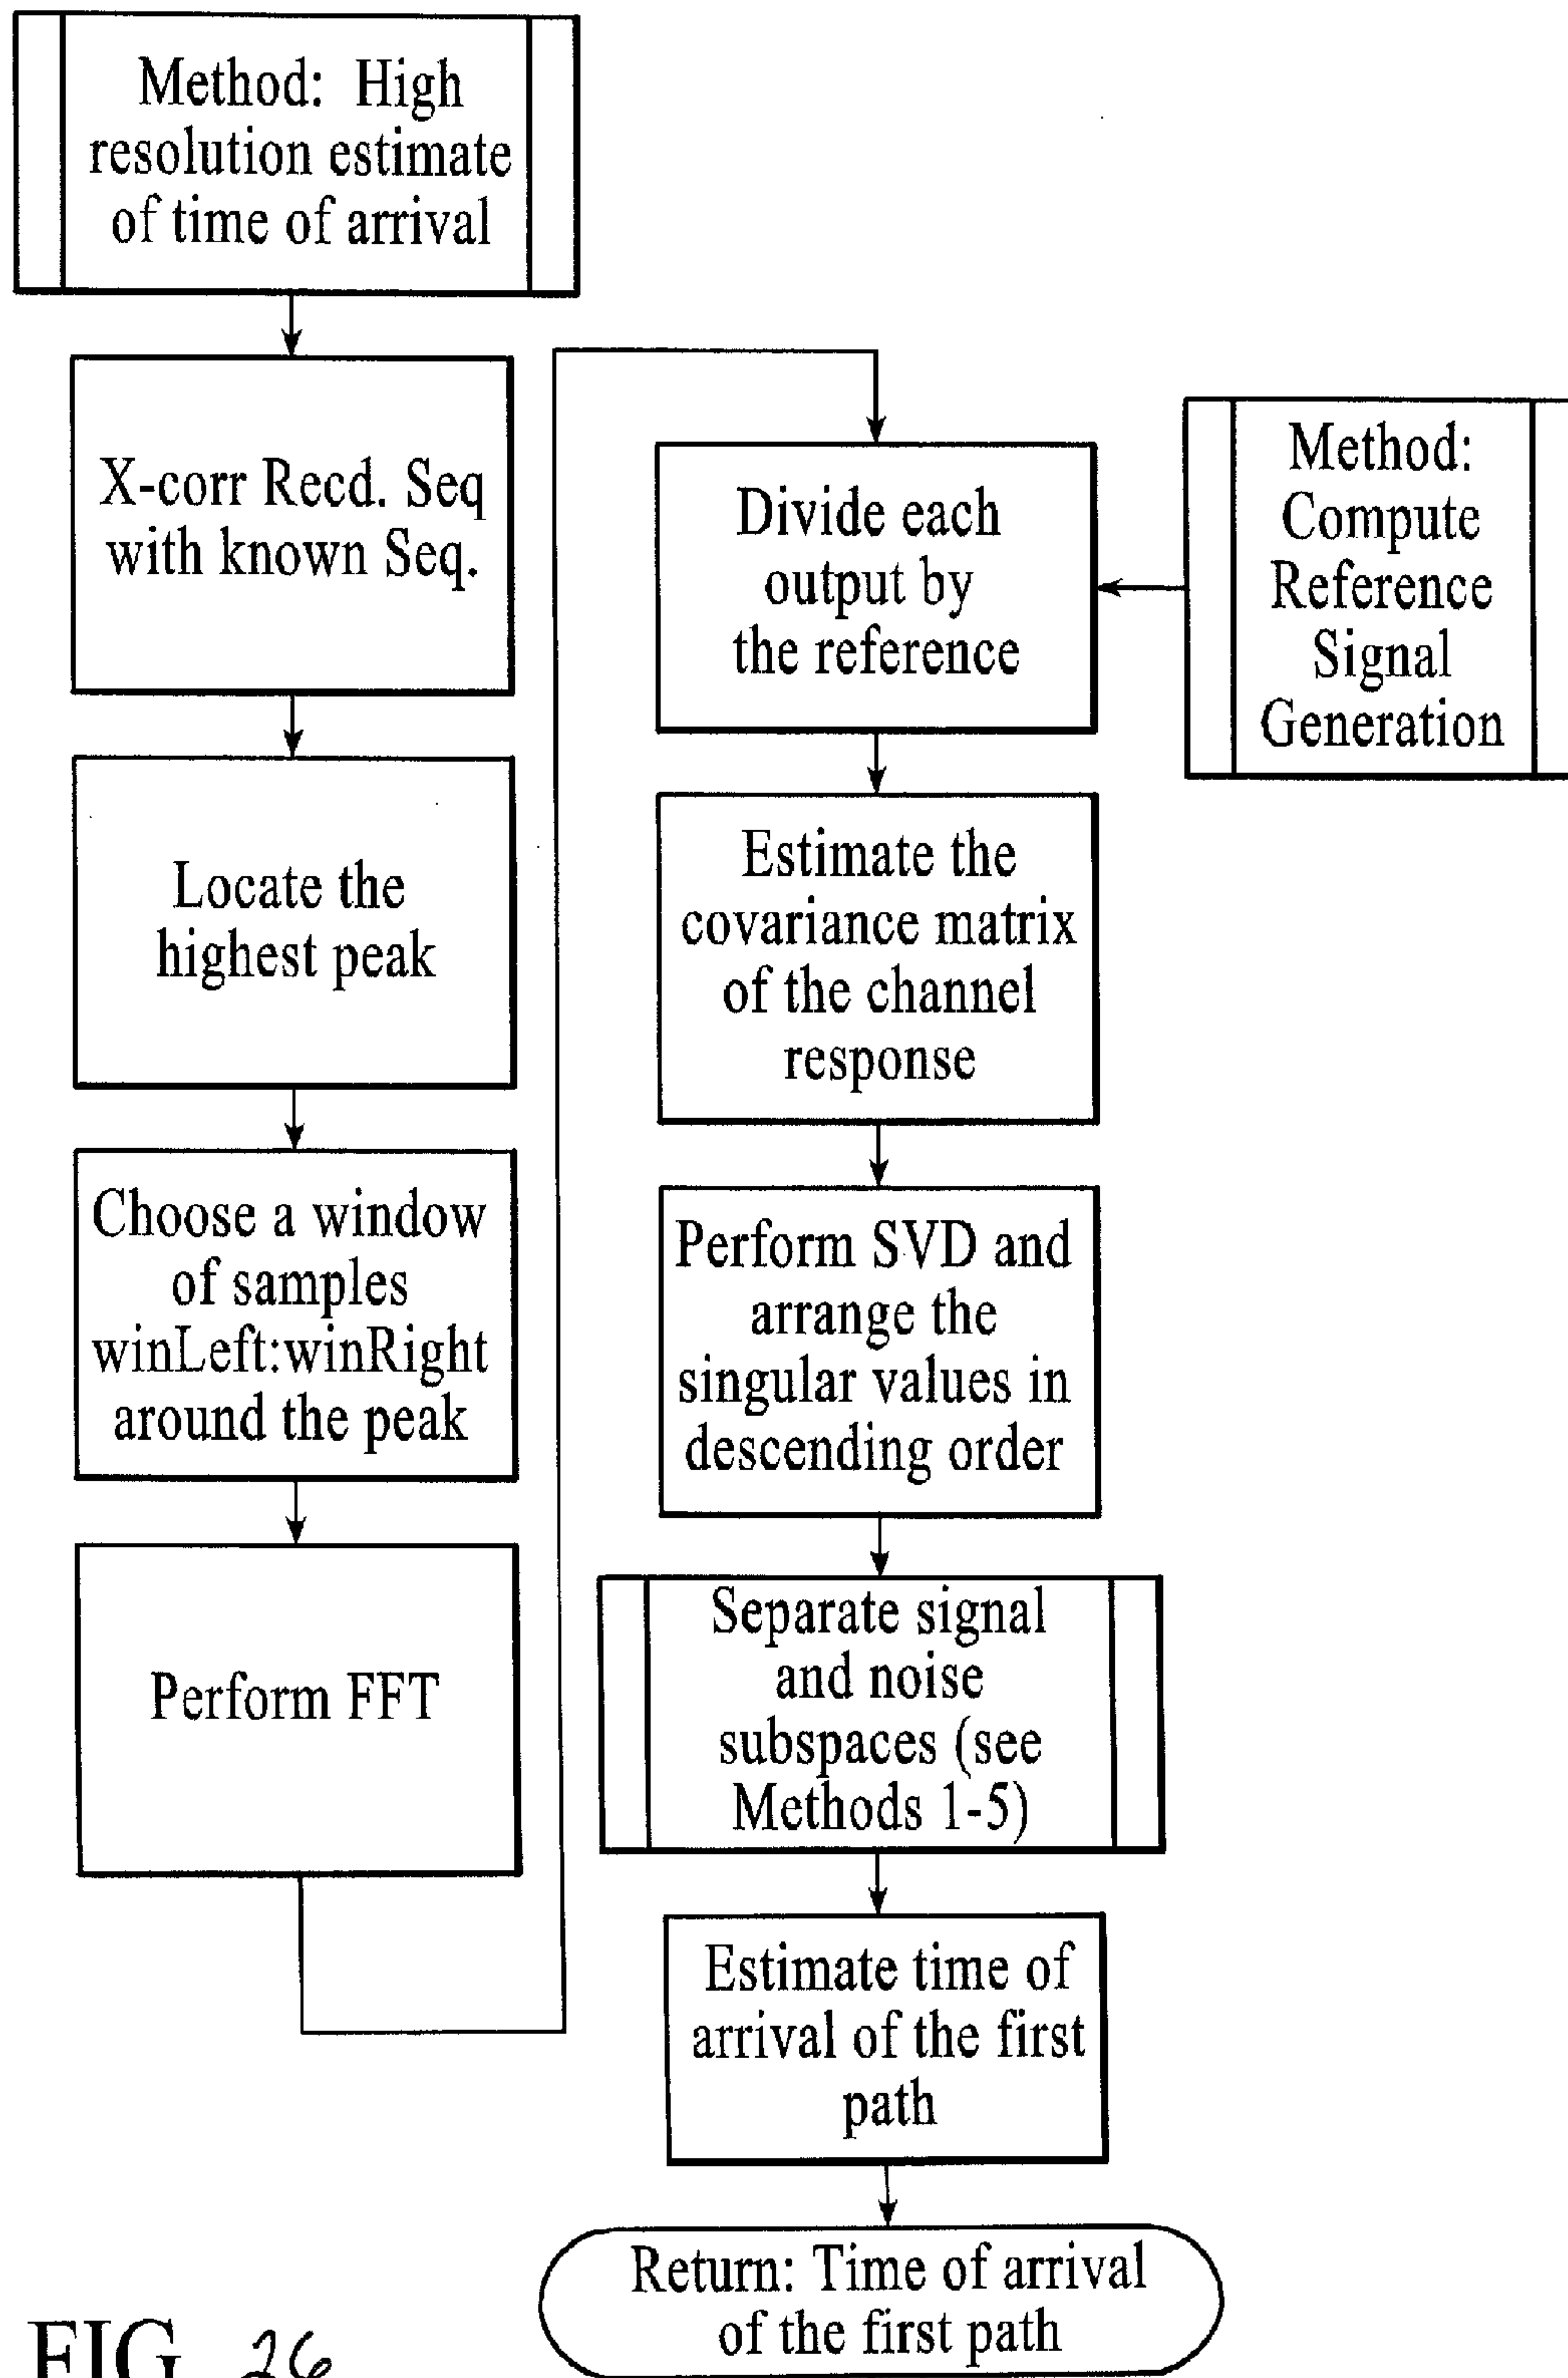 Method: High
resolution estimate
of time of arrival
X-corr Recd. Seq
with known Seq.
Locate the
highest peak
Choose a window
of samples
winLeft:winRight
around the peak
Perform FFT
Divide each
output by
the reference
Method:
Compute
Reference
Signal
Generation
Estimate the
covariance matrix
of the channel
response
Perform SVD and
arrange the
singular values in
descending order
Separate signal
and noise
subspaces (see
Methods 1-5)
Estimate time of
arrival of the first
path
Return: Time of arrival
of the first path
FIG 26